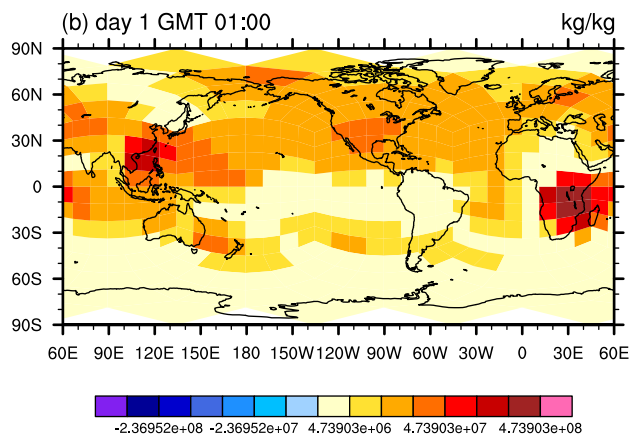 (b) day 1 GMT 01:00 kg/kg
90N
60N
30N
0
30S
60S
90S
60E 90E 120E 150E 180 150W 120W 90W 60W 30W 0 30E 60E
-2.36952e+08 -2.36952e+07 4.73903e+06 4.73903e+07 4.73903e+08